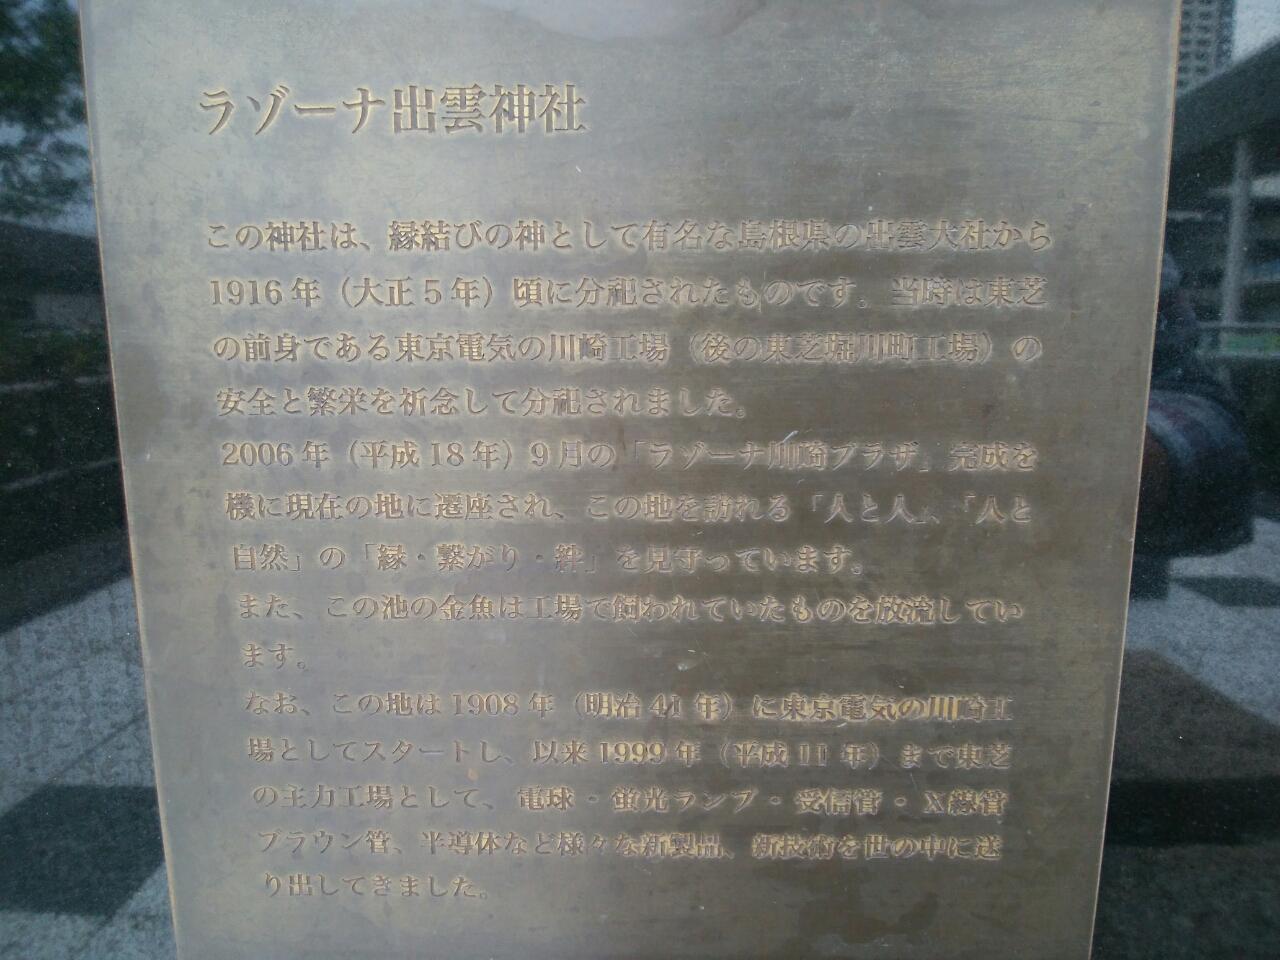 ラゾーナ出雲神社
この神社は、縁結びの神として有名な島根県の出雲大社から
1916年（大正5年）頃に分祀されたものです。当時は東芝
の前身である東京電気の川崎工場（後の東芝堀川町工場）の
安全と繁栄を祈念して分祀されました。
2006年（平成18年）9月の「ラゾーナ川崎プラザ」完成を
機に現在の地に遷座され、この地を訪れる「人と人」、「人と
自然」の「縁・繋がり・絆」を見守っています。
また、この池の金魚は工場で飼われていたものを放流してい
ます。
なお、この地は1908年（明治41年）に東京電気の川崎工
場としてスタートし、以来1999年（平成11年）まで東芝
の主力工場として、電球・蛍光ランプ・受信管・X線管
ブラウン管、半導体など様々な新製品、新技術を世の中に送
り出してきました。